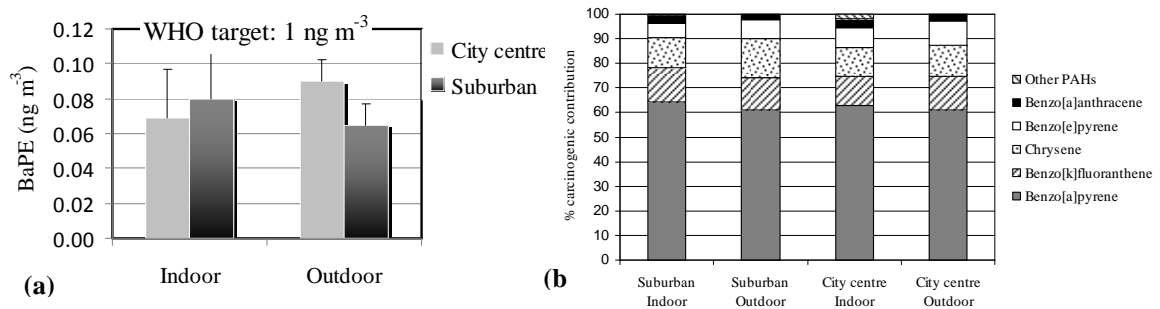 WHO target: 1 ng m-3
BaPE (ng m-3)
0.12
0.10
0.08
0.06
0.04
0.02
0.00
Indoor
Outdoor
City centre
Suburban
(a)
% carcinogenic contribution
100
90
80
70
60
50
40
30
20
10
0
Suburban Indoor
Suburban Outdoor
City centre Indoor
City centre Outdoor
Other PAHs
Benzo[a]anthracene
Benzo[e]pyrene
Chrysene
Benzo[k]fluoranthene
Benzo[a]pyrene
(b